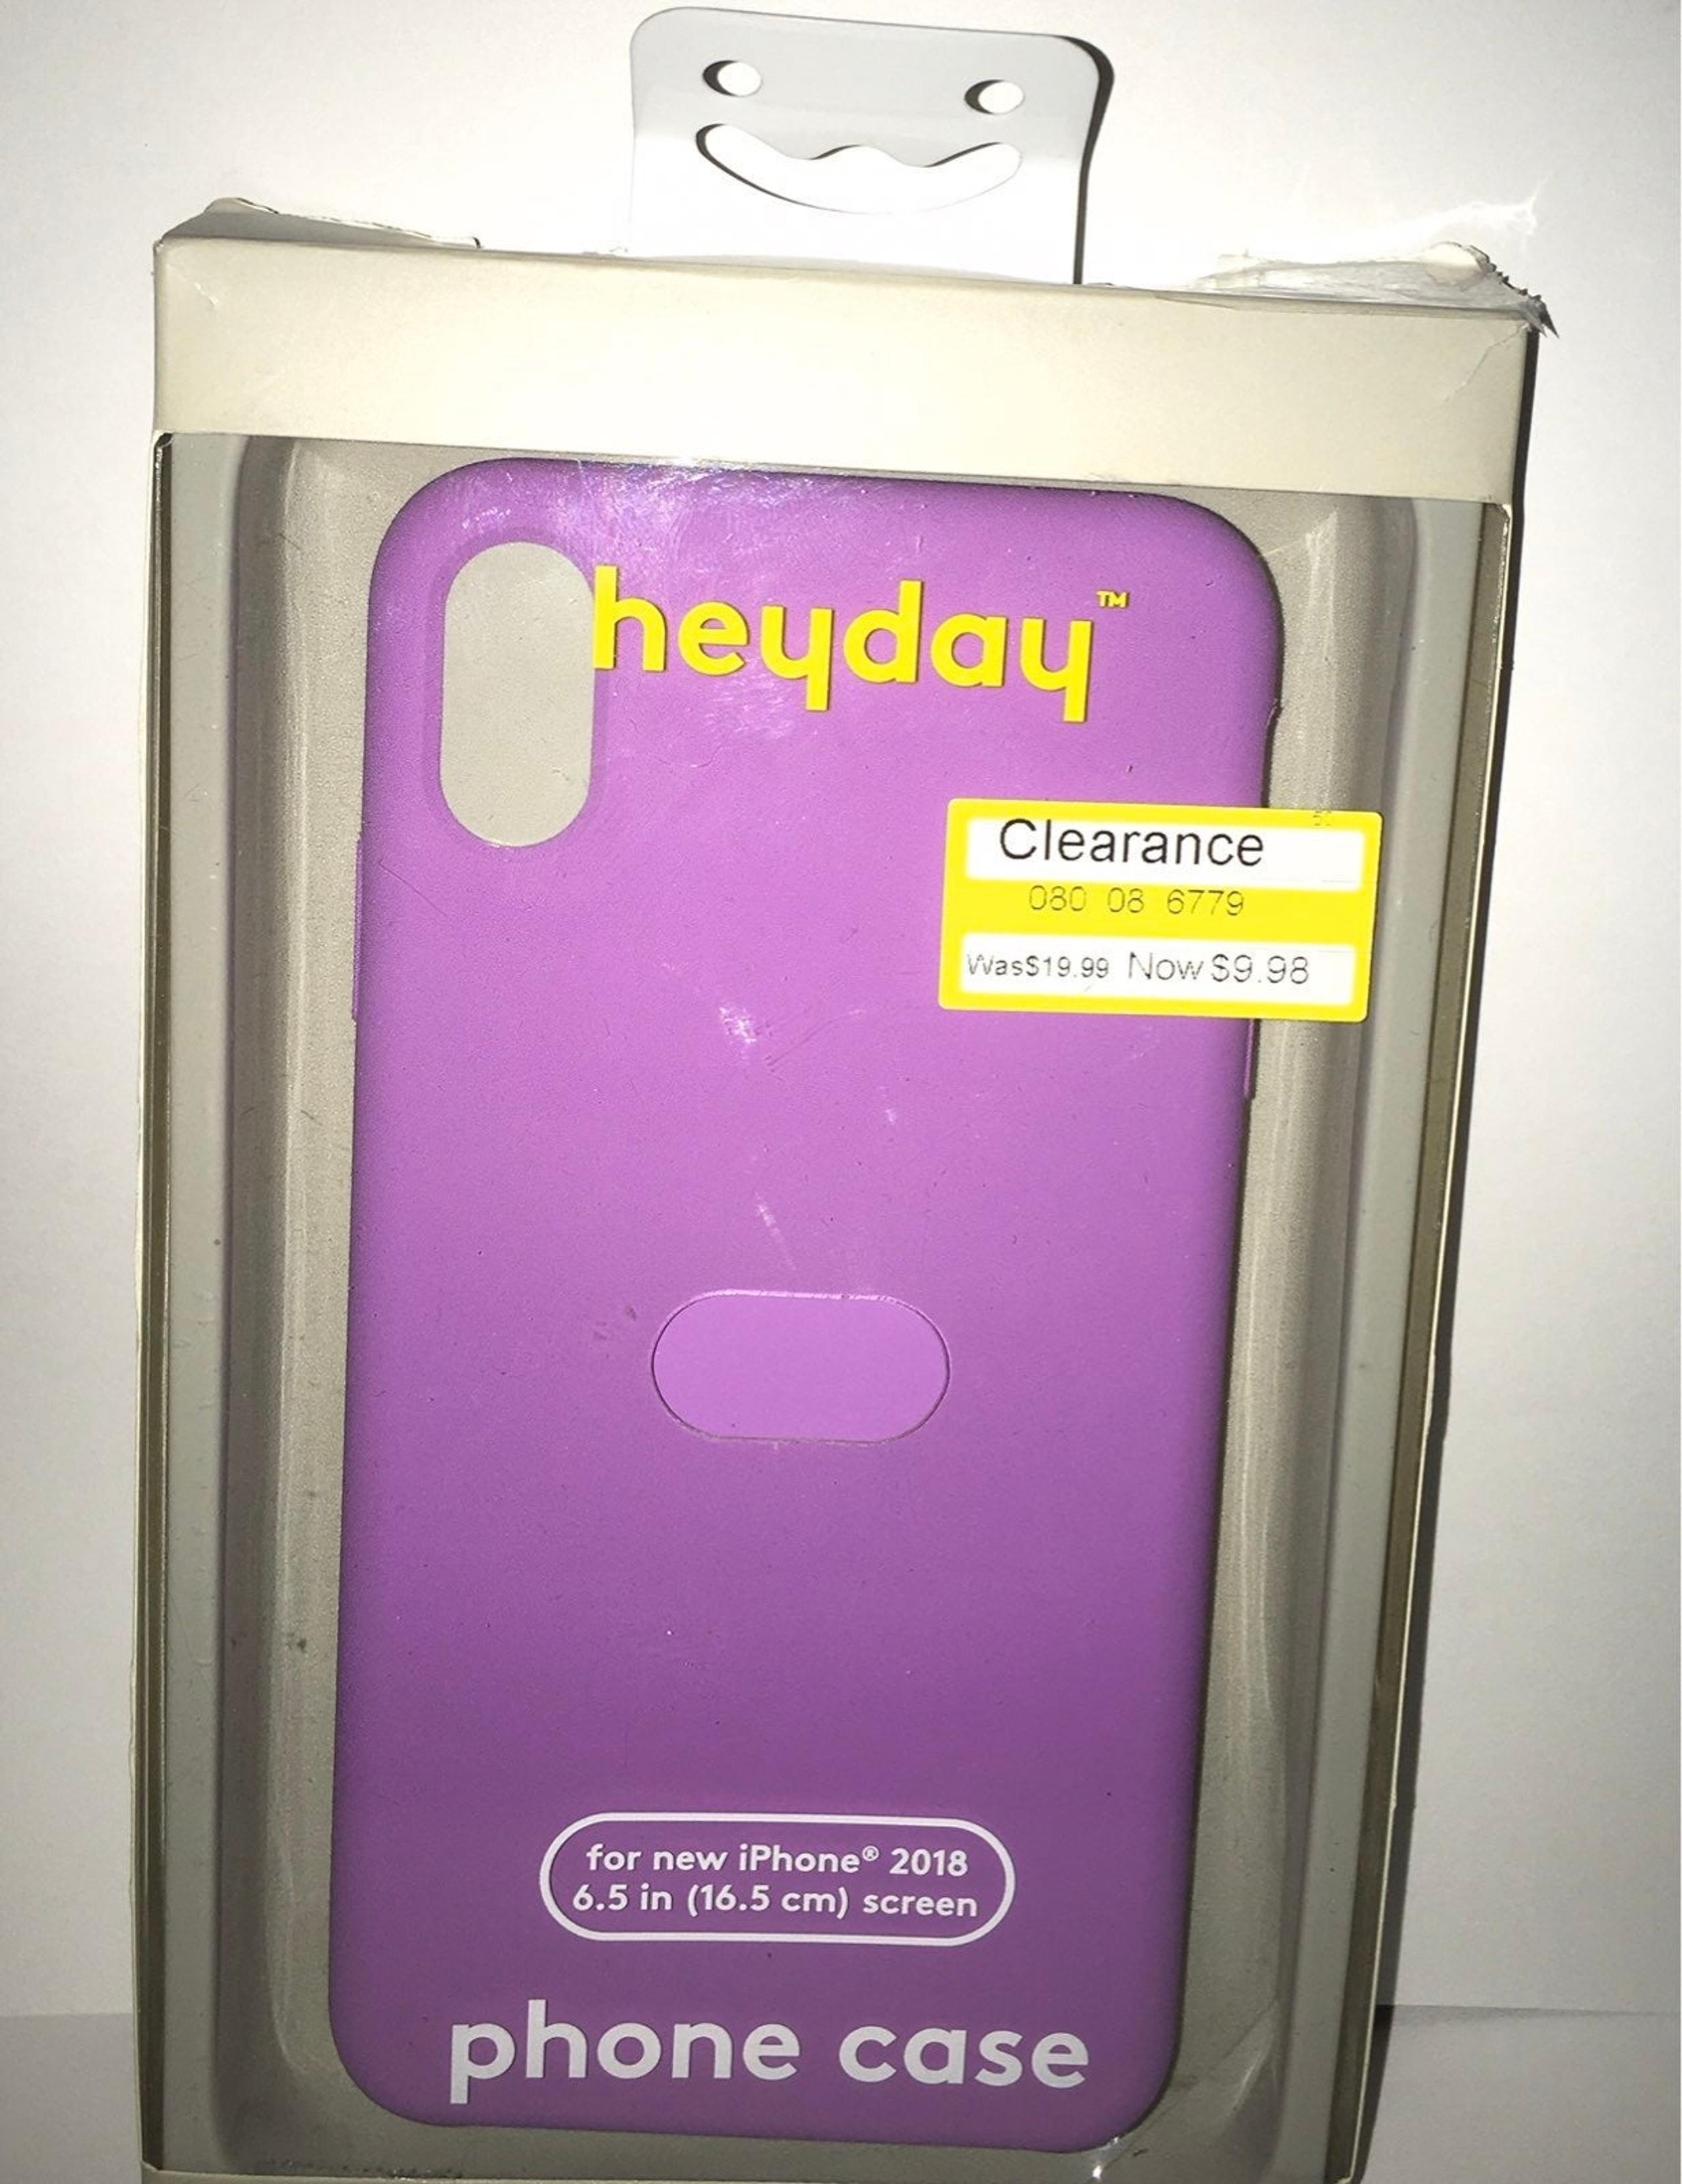 heyday™
50
Clearance
080 08 6779
Was$19.99 Now $9.98
for new iPhone® 2018
6.5 in (16.5 cm) screen
phone case